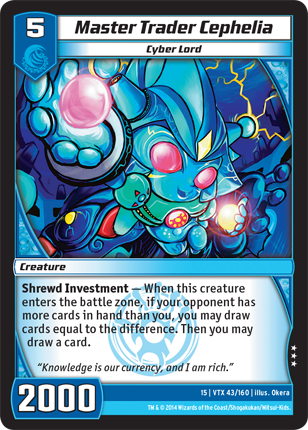 5
Master Trader Cephelia
Cyber Lord
Creature
Shrewd Investment — When this creature
enters the battle zone, if your opponent
has more cards in hand than you, you may draw
cards equal to the difference. Then you may
draw a card.
“Knowledge is our currency, and I am rich.”
2000
15 | VTX 43/160 | illus. Okera
TM & © 2014 Wizards of the Coast/Shogakukan/Mitsui-Kids.